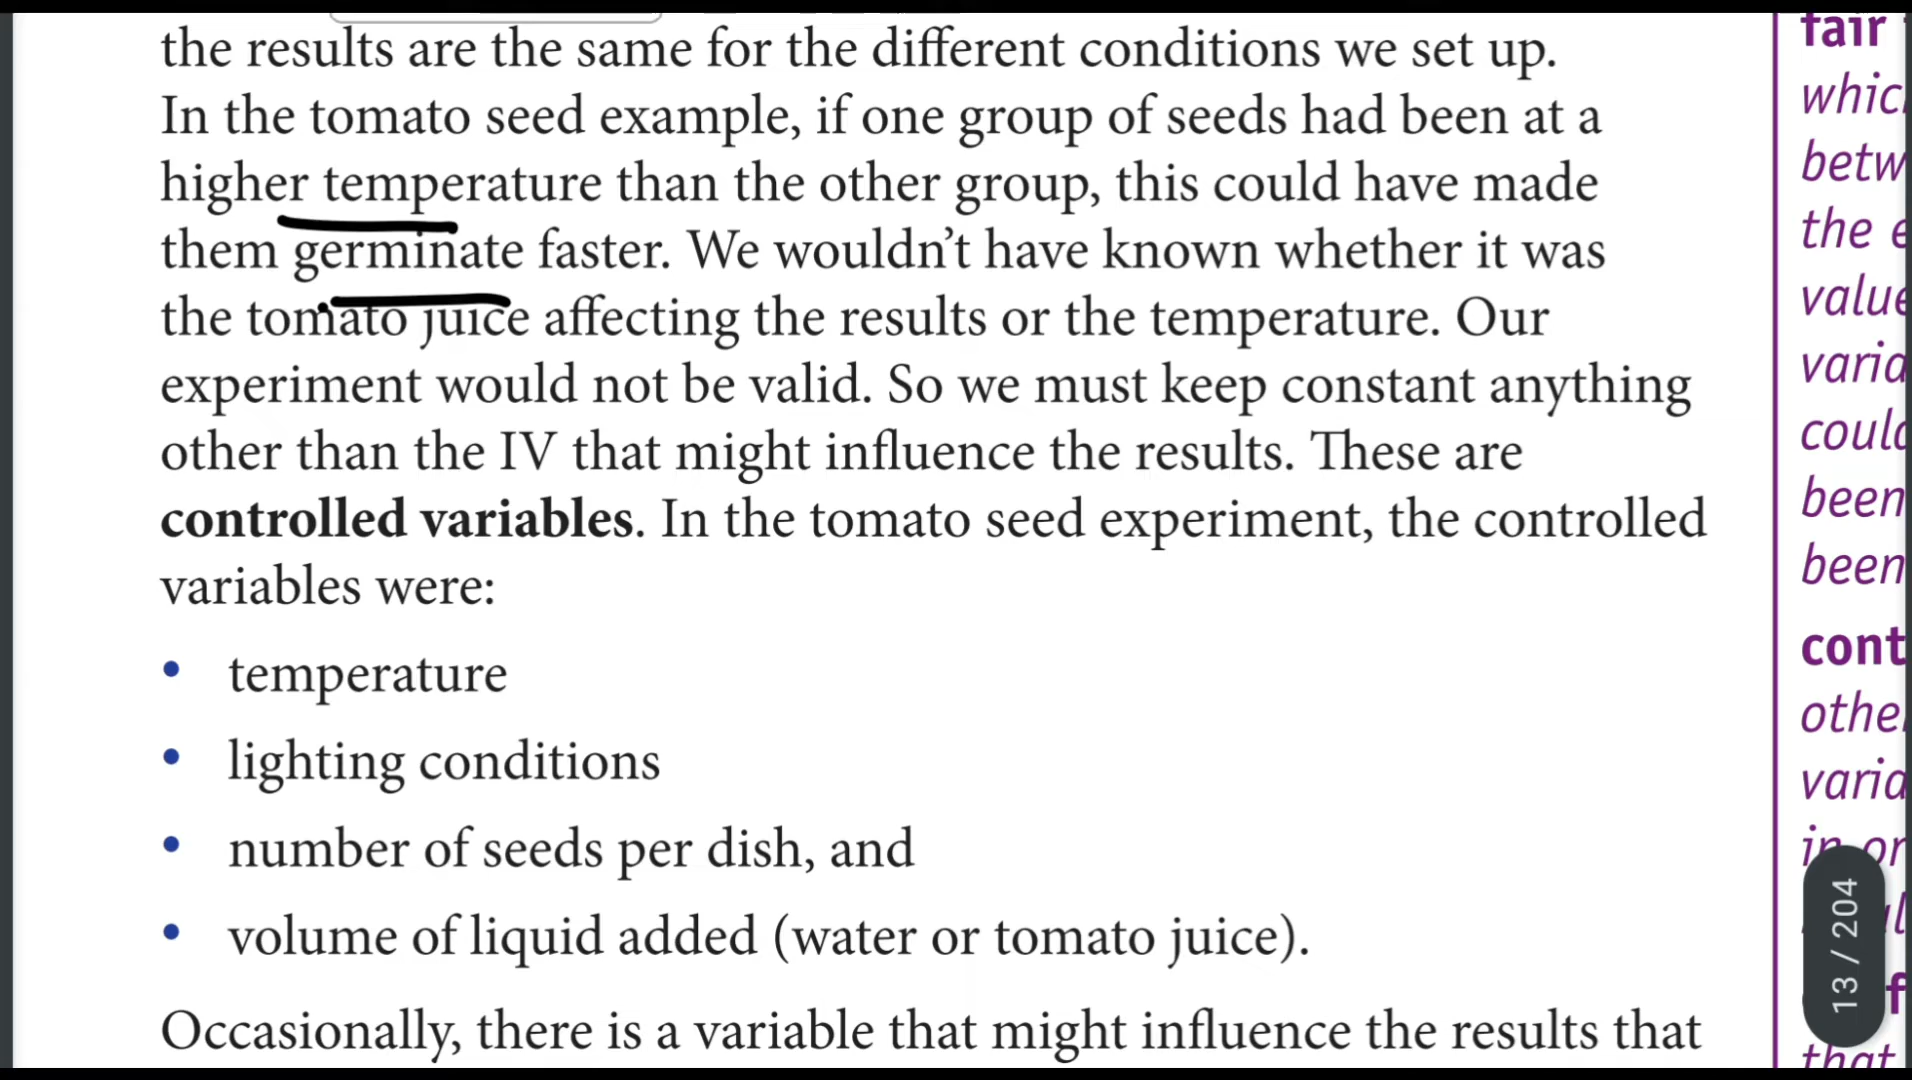 the results are the same for the different conditions we set up.
In the tomato seed example, if one group of seeds had been at a
higher temperature than the other group, this could have made
them germinate faster. We wouldn’t have known whether it was
the tomato juice affecting the results or the temperature. Our
experiment would not be valid. So we must keep constant anything
other than the IV that might influence the results. These are
controlled variables. In the tomato seed experiment, the controlled
variables were:
• temperature
• lighting conditions
• number of seeds per dish, and
• volume of liquid added (water or tomato juice).
Occasionally, there is a variable that might influence the results that
fair
whic
betw
the
value
varia
could
been
been
cont
othe
varia
in or
that
13 / 204